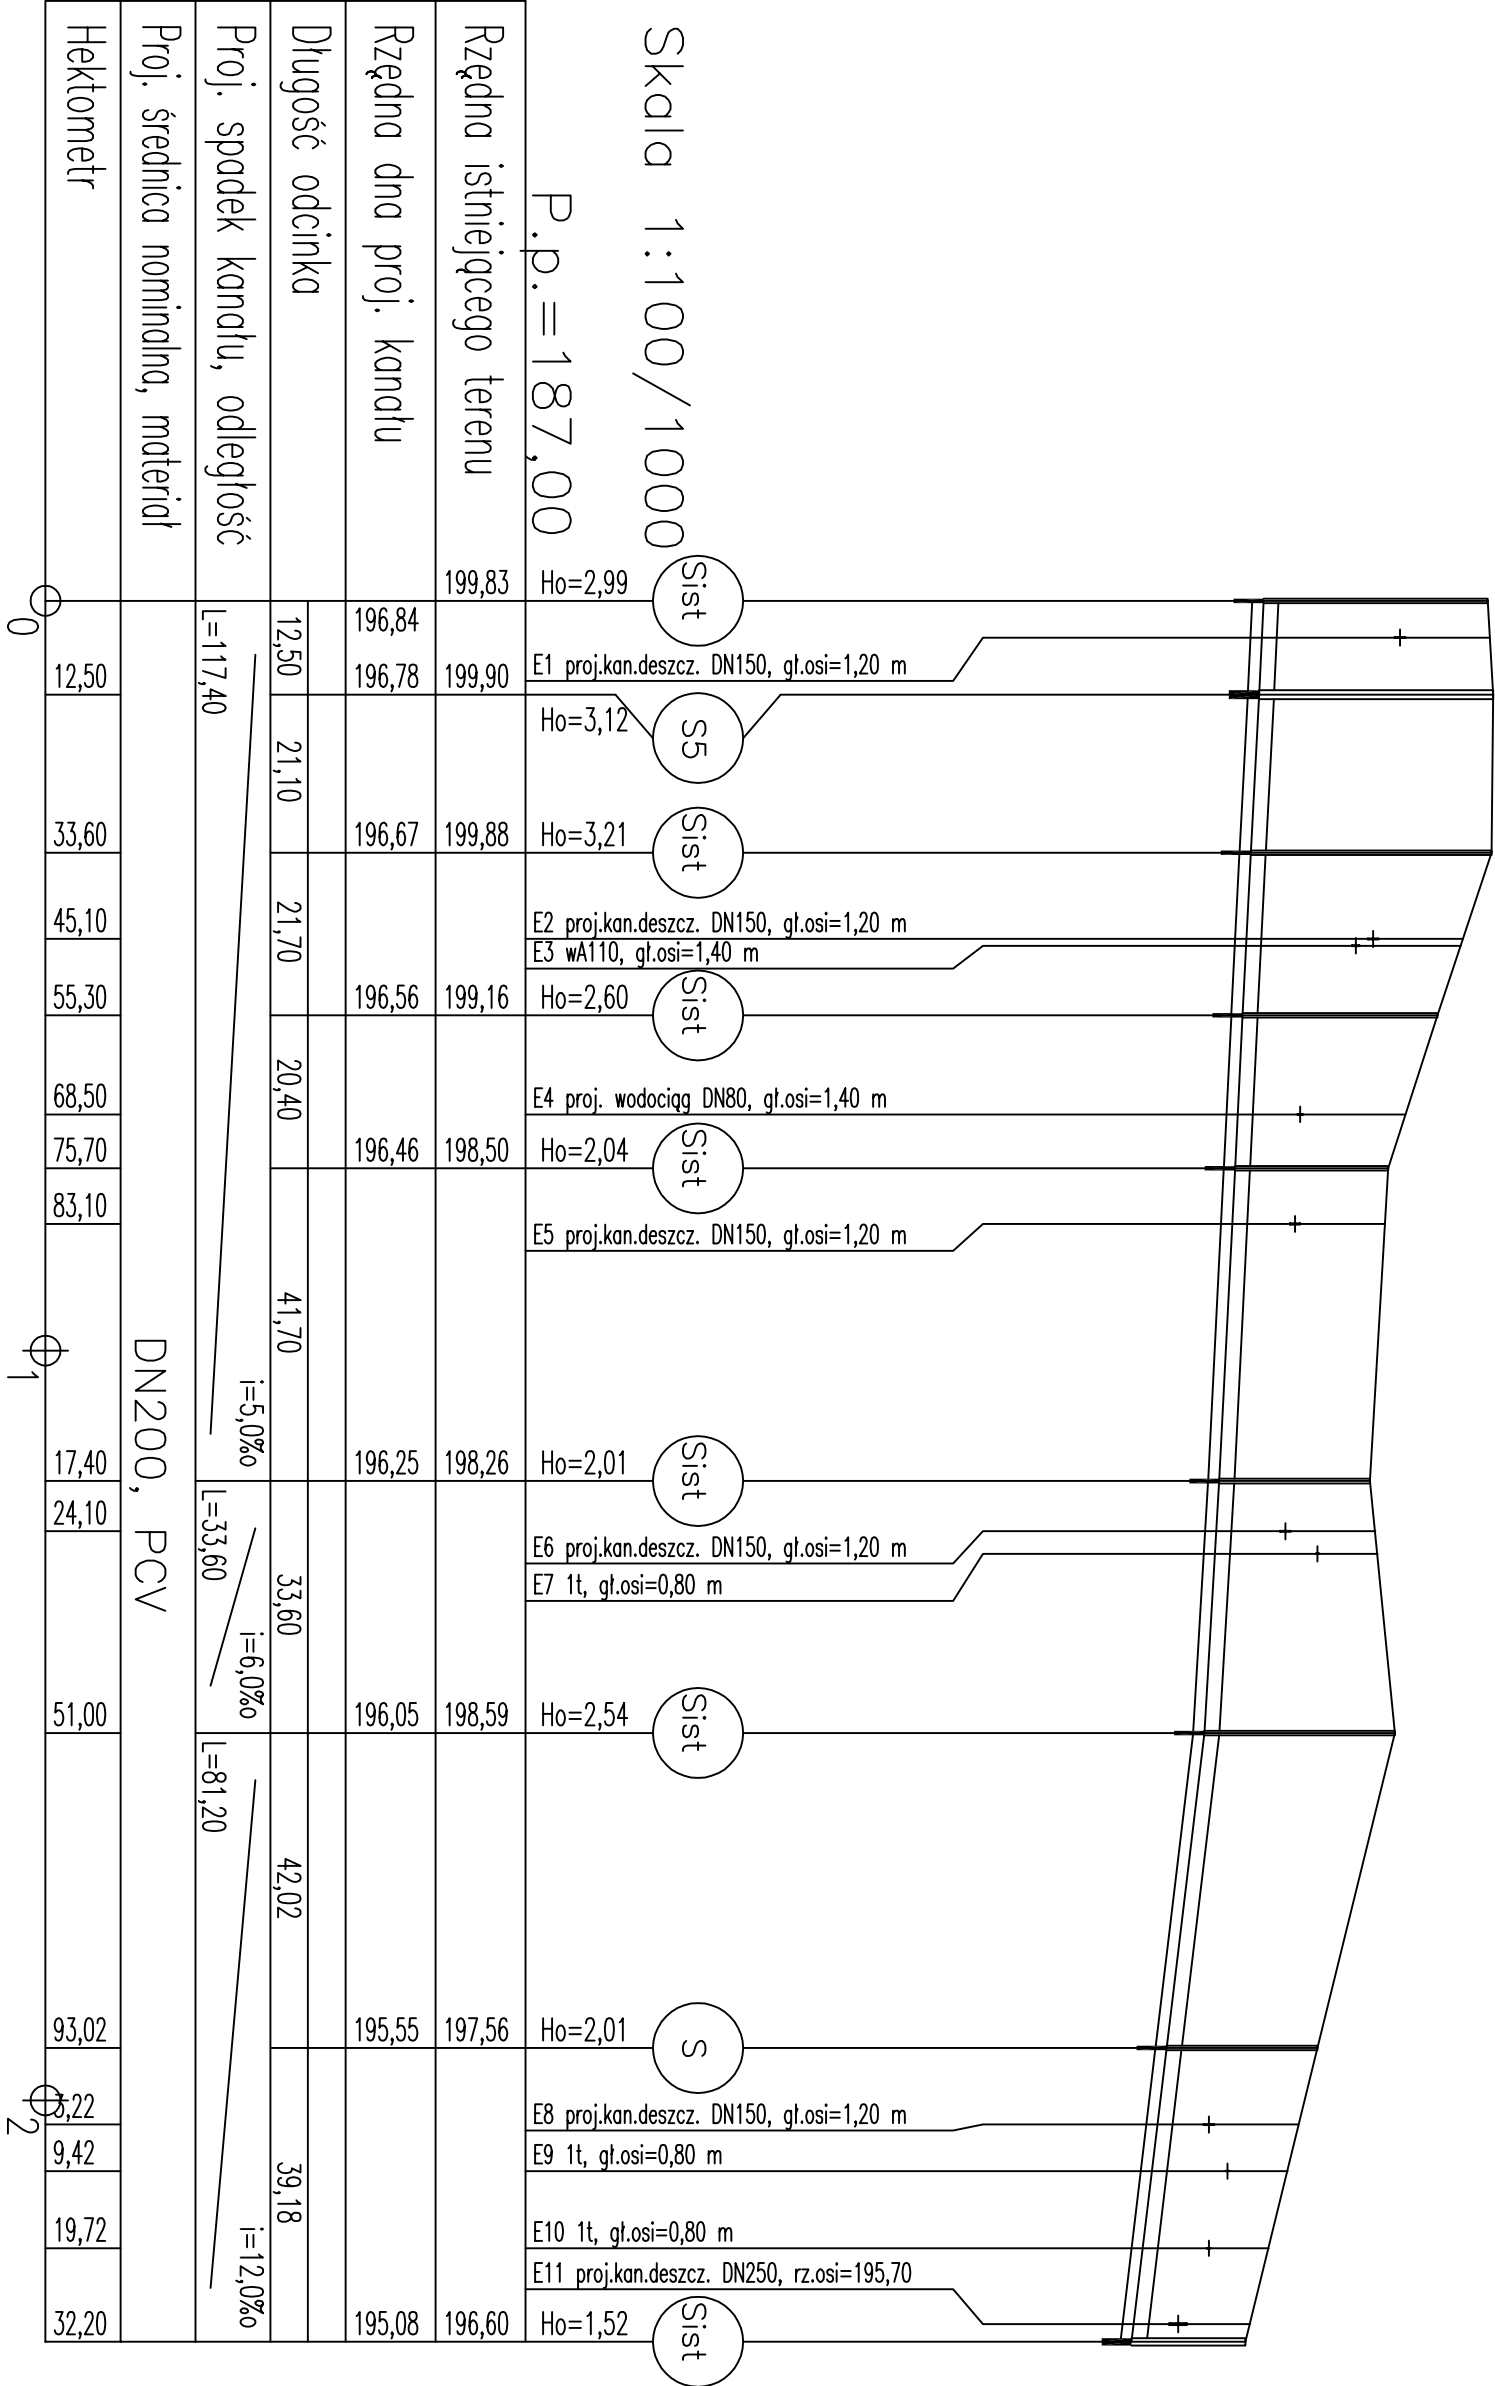 Skala 1:100/1000
P.p.=187,00
Rzędna istniejącego terenu
Rzędna dna proj. kanału
Długość odcinka
Proj. spadek kanału, odległość
Proj. średnica nominalna, materiał
Hektometr
Sist
S5
Sist
Sist
Sist
Sist
Sist
S
Sist
Ho=2,99
E1 proj.kan.deszcz. DN150, gł.osi=1,20 m
Ho=3,12
Ho=3,21
E2 proj.kan.deszcz. DN150, gł.osi=1,20 m
E3 wA110, gł.osi=1,40 m
Ho=2,60
E4 proj. wodociąg DN80, gł.osi=1,40 m
Ho=2,04
E5 proj.kan.deszcz. DN150, gł.osi=1,20 m
Ho=2,01
E6 proj.kan.deszcz. DN150, gł.osi=1,20 m
E7 1t, gł.osi=0,80 m
Ho=2,54
Ho=2,01
E8 proj.kan.deszcz. DN150, gł.osi=1,20 m
E9 1t, gł.osi=0,80 m
E10 1t, gł.osi=0,80 m
E11 proj.kan.deszcz. DN250, rz.osi=195,70
Ho=1,52
199,83
199,90
199,88
199,16
198,50
198,26
198,59
197,56
196,60
196,84
196,78
196,67
196,56
196,46
196,25
196,05
195,55
195,08
12,50
21,10
21,70
20,40
41,70
33,60
42,02
39,18
L=117,40
i=5,0‰
L=33,60
i=6,0‰
L=81,20
i=12,0‰
DN200, PCV
12,50
33,60
45,10
55,30
68,50
75,70
83,10
17,40
24,10
51,00
93,02
3,22
9,42
19,72
32,20
0
1
2